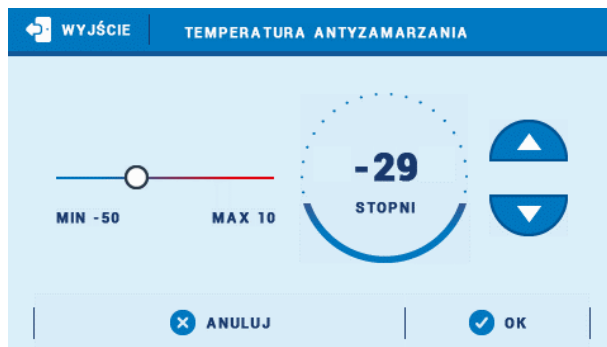 WYJŚCIE
TEMPERATURA ANTYZAMARZANIA
-29
STOPNI
MIN -50
MAX 10
ANULUJ
OK